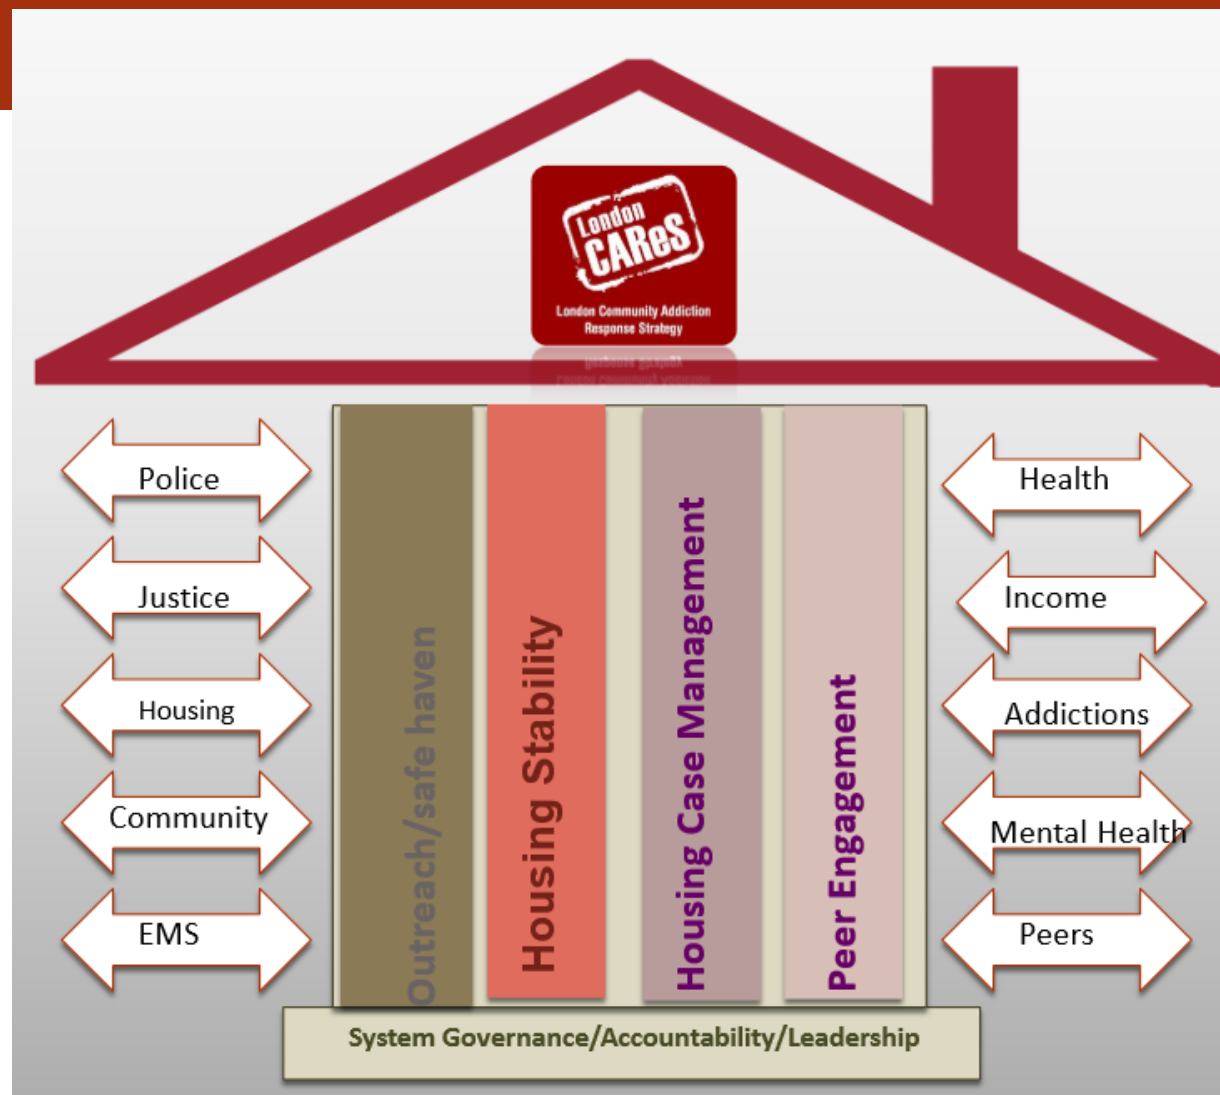 London
CAReS
London Community Addiction
Response Strategy
Police
Justice
Housing
Community
EMS
Outreach/safe haven
Housing Stability
Housing Case Management
Peer Engagement
Health
Income
Addictions
Mental Health
Peers
System Governance/Accountability/Leadership